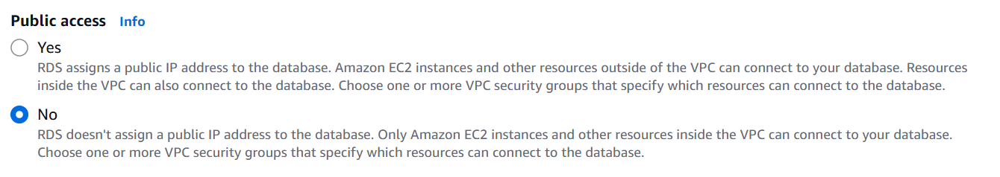 Public access Info
Yes
RDS assigns a public IP address to the database. Amazon EC2 instances and other resources outside of the VPC can connect to your database. Resources
inside the VPC can also connect to the database. Choose one or more VPC security groups that specify which resources can connect to the database.
No
RDS doesn't assign a public IP address to the database. Only Amazon EC2 instances and other resources inside the VPC can connect to your database.
Choose one or more VPC security groups that specify which resources can connect to the database.